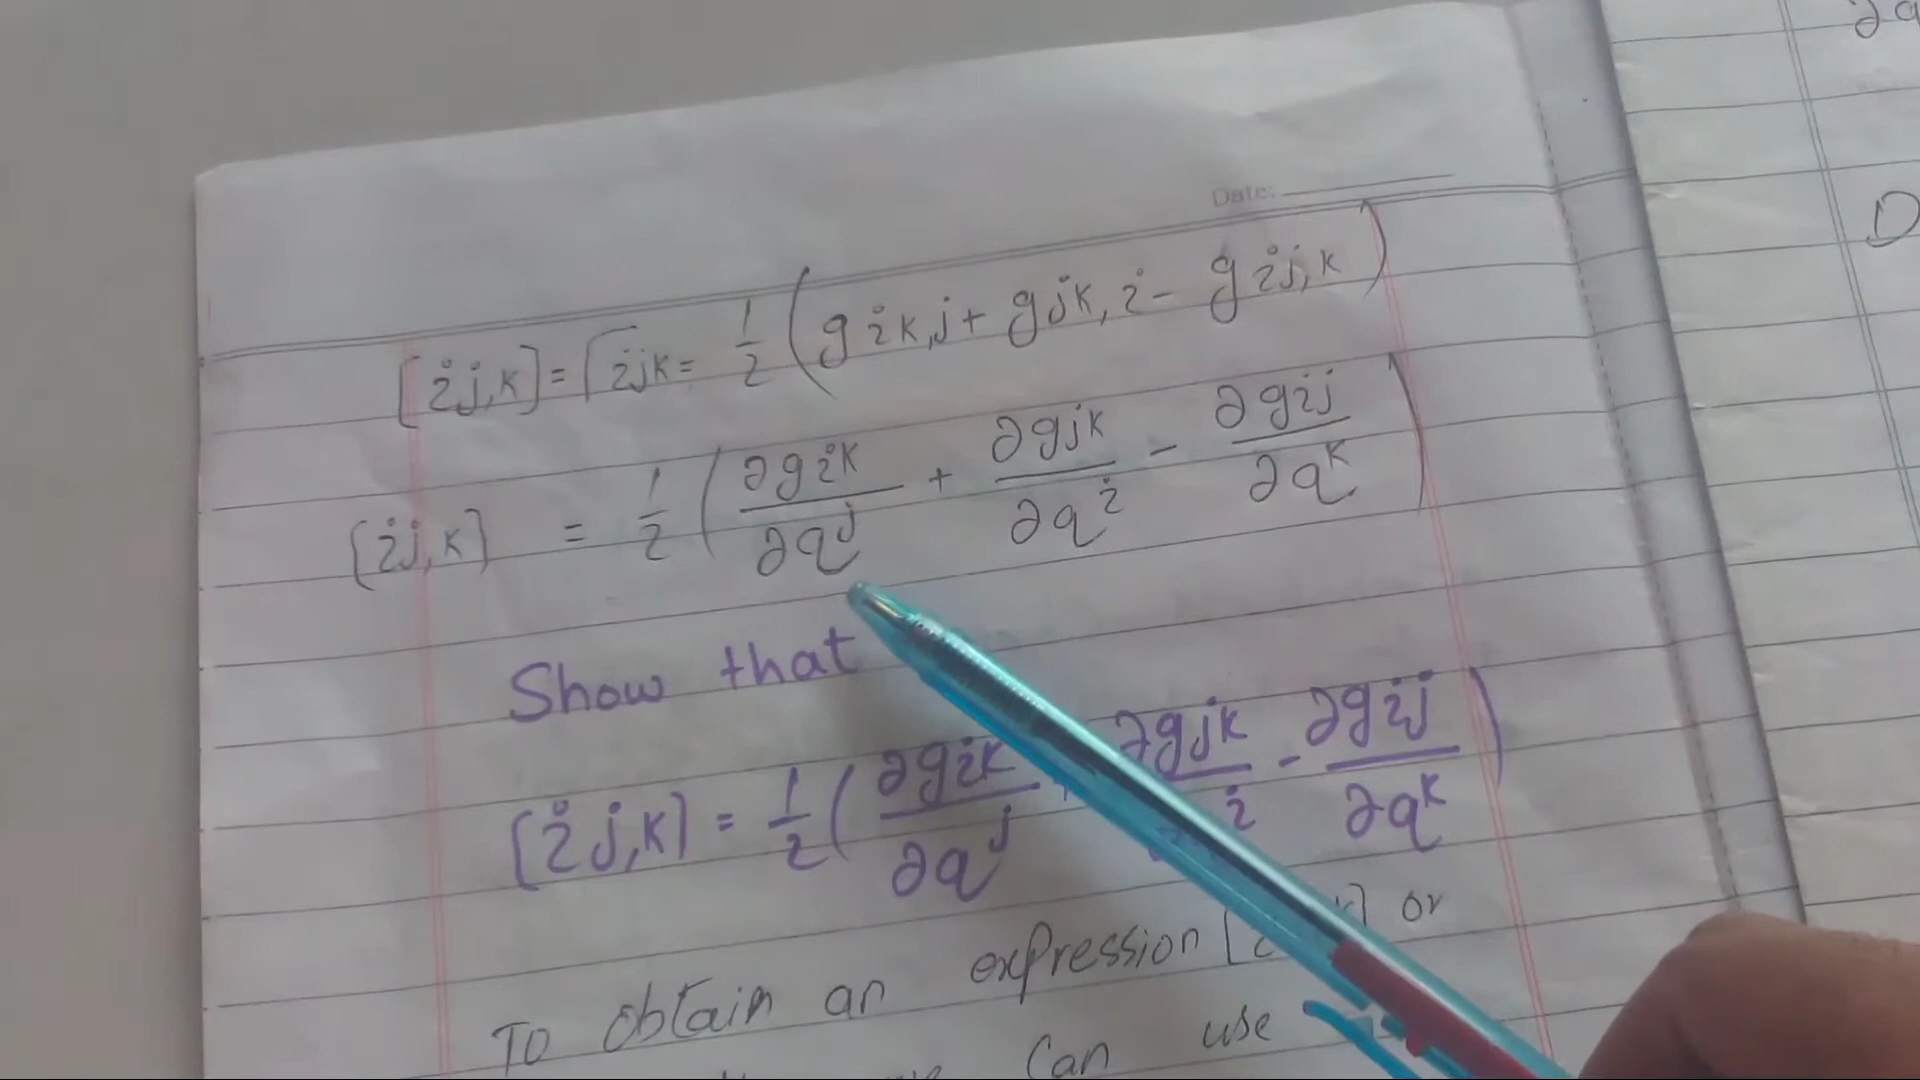 Date:
[ij,k] = Γijk = 1/2 (gik,j + gjk,i - gij,k)
[ij,k] = 1/2 (∂gik/∂q^j + ∂gjk/∂q^i - ∂gij/∂q^k)
Show that
[ij,k] = 1/2 (∂gik/∂q^j ∂gjk/ i - ∂gij/∂q^k)
To obtain an expression [ ] or
can use
D